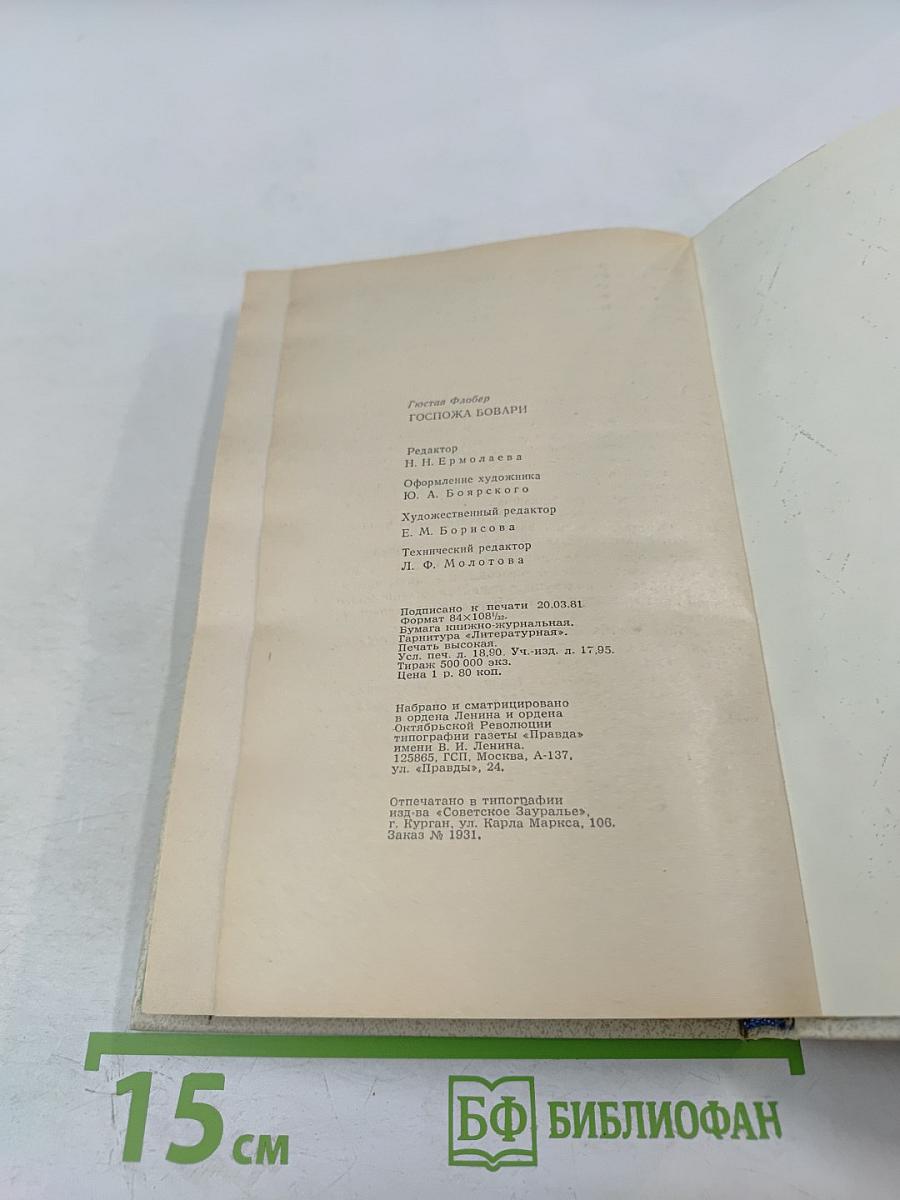 Гюстав Флобер
ГОСПОЖА БОВАРИ
Редактор
Н. Н. Ермолаева
Оформление художника
Ю. А. Боярского
Художественный редактор
Е. М. Борисова
Технический редактор
Л. Ф. Молотова
Подписано к печати 20.03.81.
Формат 84×108¹/₃₂.
Бумага книжно-журнальная.
Гарнитура «Литературная».
Печать высокая.
Усл. печ. л. 18,90. Уч.-изд. л. 17,95.
Тираж 500 000 экз.
Цена 1 р. 80 коп.
Набрано и сматрицировано
в ордена Ленина и ордена
Октябрьской Революции
типографии газеты «Правда»
имени В. И. Ленина.
125865, ГСП, Москва, А-137,
ул. «Правды», 24.
Отпечатано в типографии
изд-ва «Советское Зауралье»,
г. Курган, ул. Карла Маркса, 106.
Заказ № 1931.
15 см
БФ БИБЛИОФАН